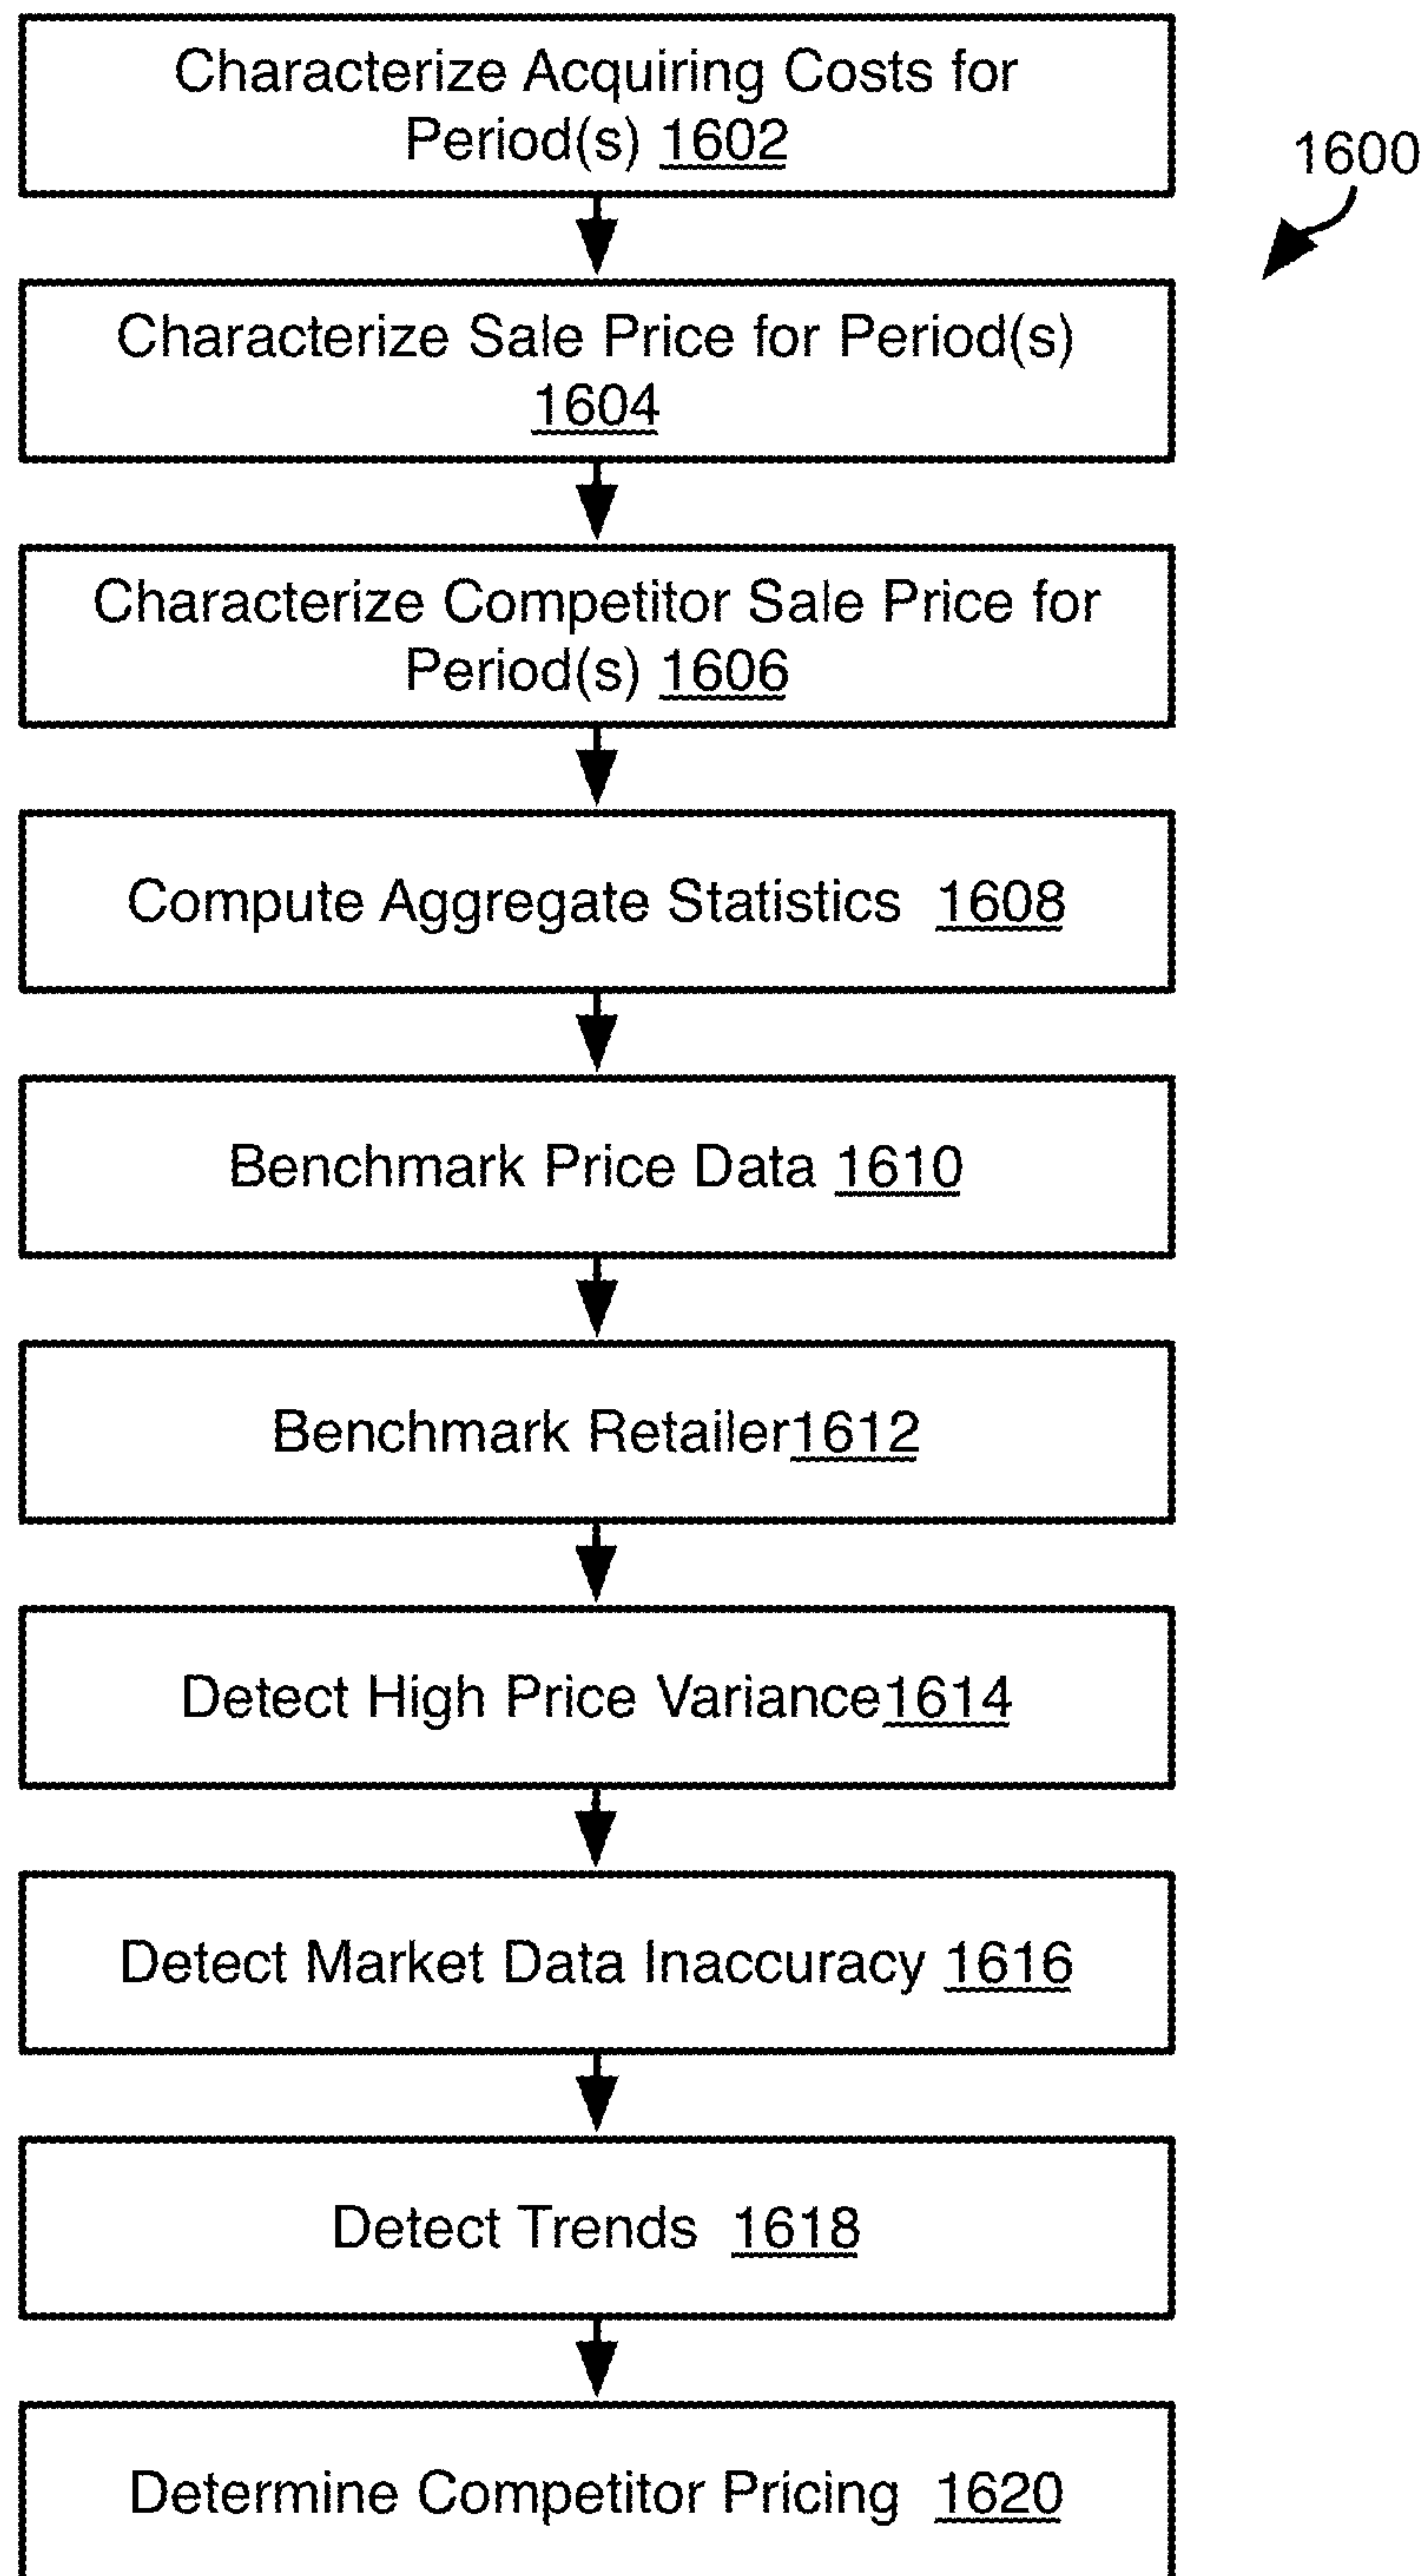 Characterize Acquiring Costs for
Period(s) 1602
1600
Characterize Sale Price for Period(s)
1604
Characterize Competitor Sale Price for
Period(s) 1606
Compute Aggregate Statistics 1608
Benchmark Price Data 1610
Benchmark Retailer1612
Detect High Price Variance1614
Detect Market Data Inaccuracy 1616
Detect Trends 1618
Determine Competitor Pricing 1620